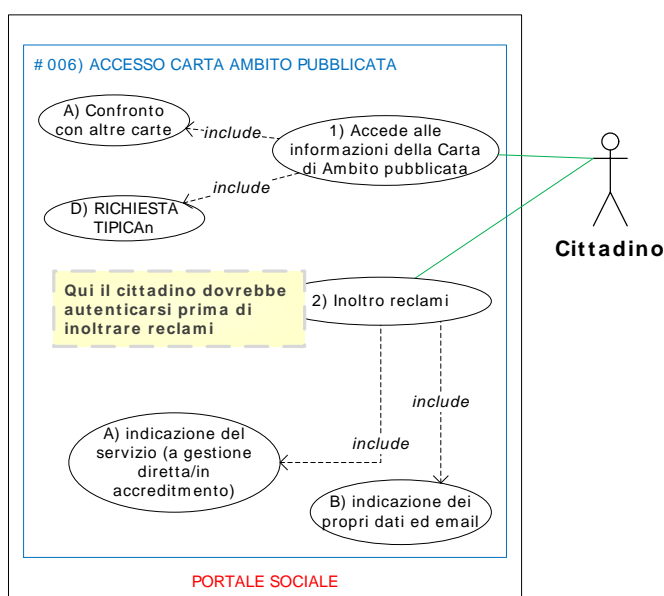 # 006) ACCESSO CARTA AMBITO PUBBLICATA
A) Confronto
con altre carte
include
1) Accede alle
informazioni della Carta
di Ambito pubblicata
include
D) RICHIESTA
TIPICAn
Cittadino
Qui il cittadino dovrebbe
autenticarsi prima di
inoltrare reclami
2) Inoltro reclami
include
include
A) indicazione del
servizio (a gestione
diretta/in
accreditmento)
B) indicazione dei
propri dati ed email
PORTALE SOCIALE